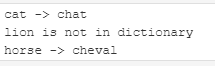 cat -> chat
lion is not in dictionary
horse -> cheval